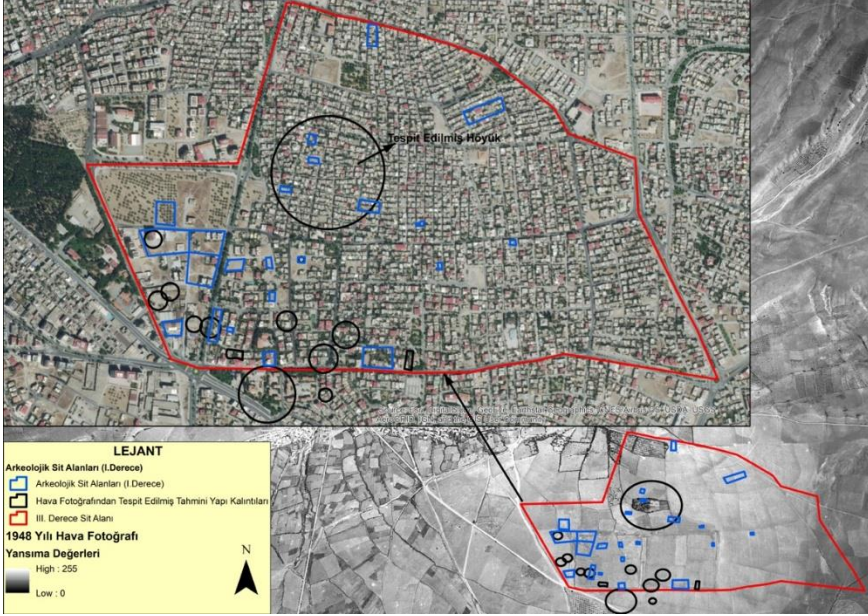 Tespit Edilmiş Höyük
LEJANT
Arkeolojik Sit Alanları (I.Derece)
Arkeolojik Sit Alanları (I.Derece)
Hava Fotoğrafından Tespit Edilmiş Tahmini Yapı Kalıntıları
III. Derece Sit Alanı
1948 Yılı Hava Fotoğrafı
Yansıma Değerleri
High : 255
Low : 0
N